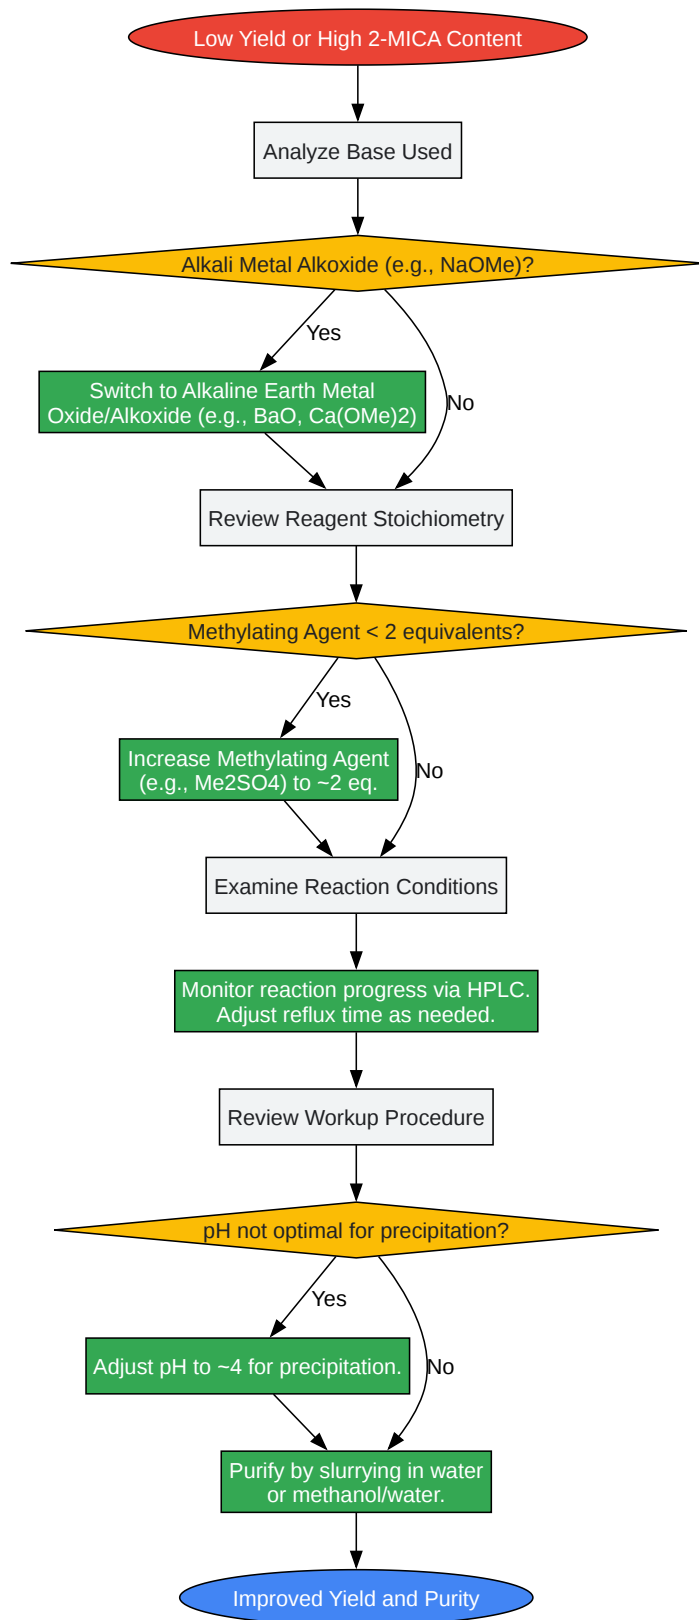 Low Yield or High 2-MICA Content
Analyze Base Used
Alkali Metal Alkoxide (e.g., NaOMe)?
Yes
Switch to Alkaline Earth Metal
Oxide/Alkoxide (e.g., BaO, Ca(OMe)2)
No
Review Reagent Stoichiometry
Methylating Agent < 2 equivalents?
Yes
Increase Methylating Agent
(e.g., Me2SO4) to ~2 eq.
No
Examine Reaction Conditions
Monitor reaction progress via HPLC.
Adjust reflux time as needed.
Review Workup Procedure
pH not optimal for precipitation?
Yes
Adjust pH to ~4 for precipitation.
No
Purify by slurrying in water
or methanol/water.
Improved Yield and Purity